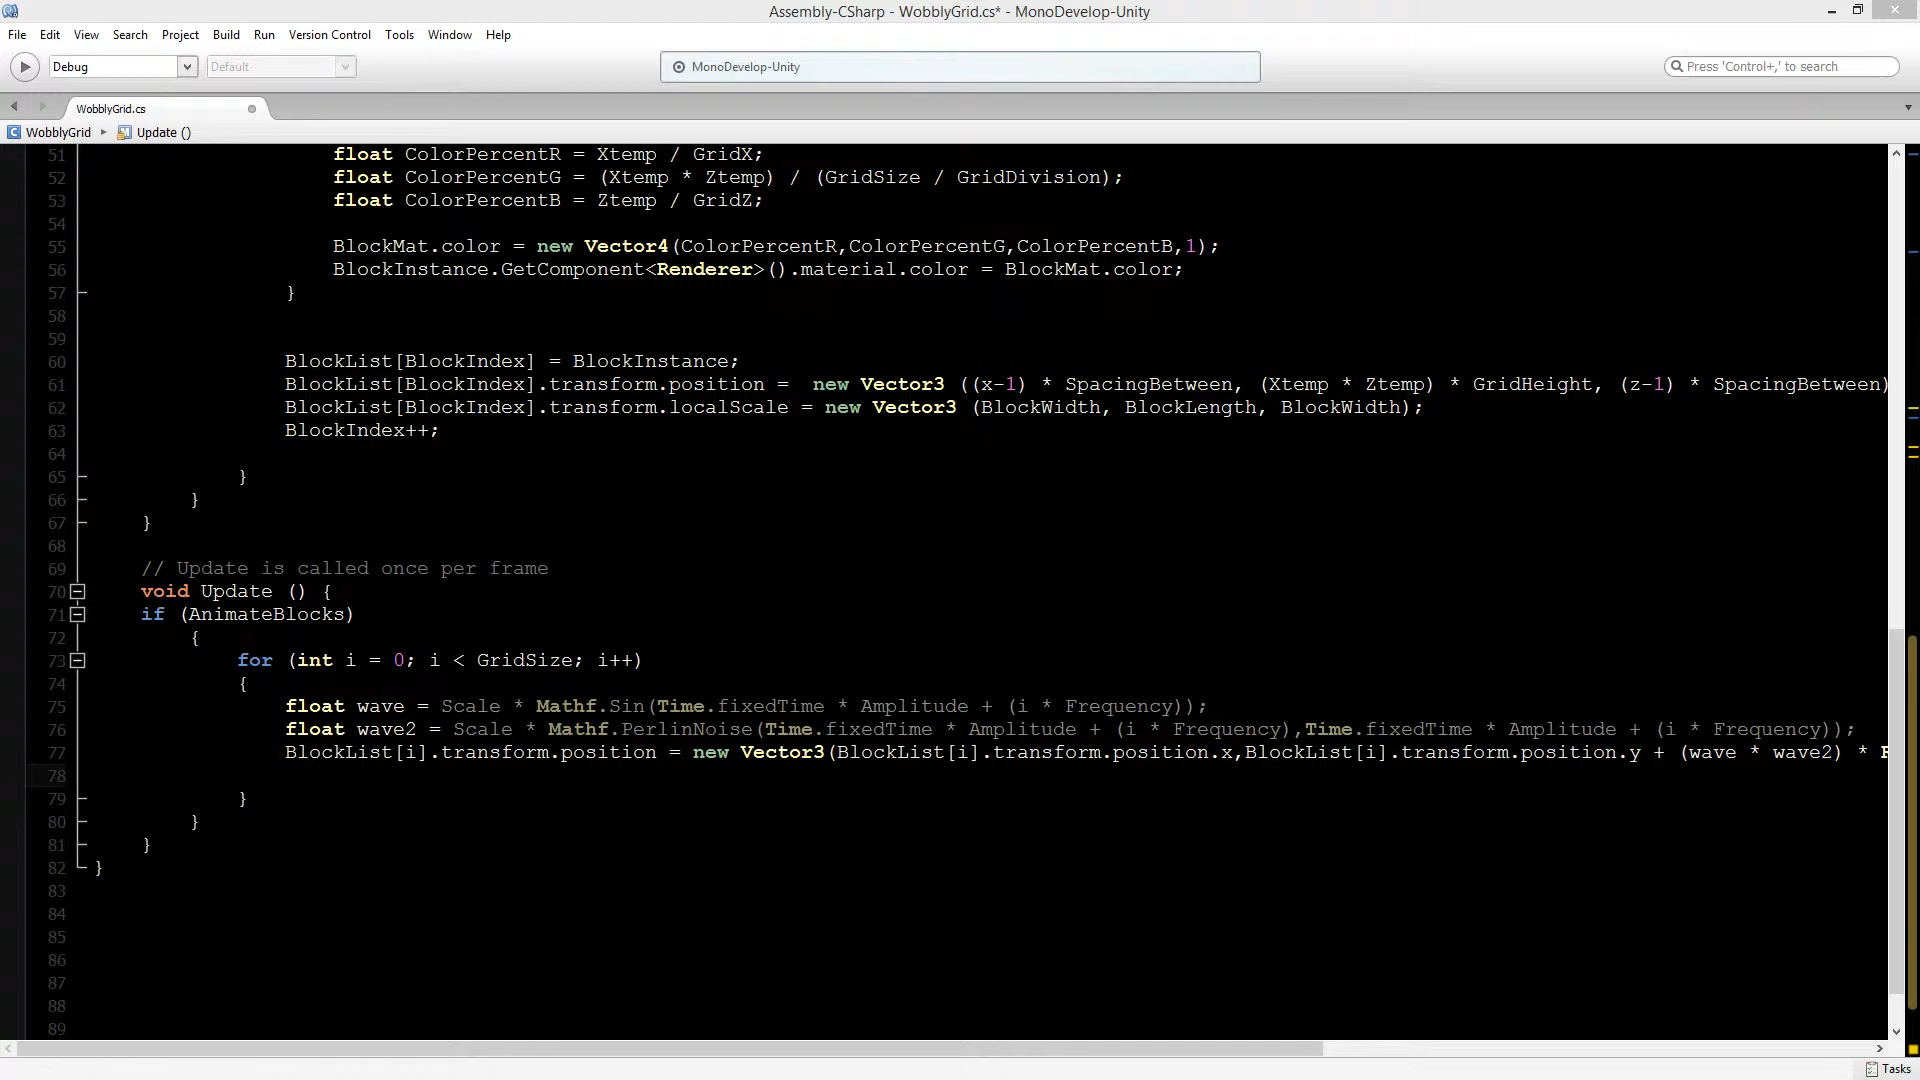 Assembly-CSharp - WobblyGrid.cs* - MonoDevelop-Unity
File Edit View Search Project Build Run Version Control Tools Window Help
Debug Default MonoDevelop-Unity Press 'Control+,' to search
WobblyGrid.cs
WobblyGrid Update ()
51 float ColorPercentR = Xtemp / GridX;
52 float ColorPercentG = (Xtemp * Ztemp) / (GridSize / GridDivision);
53 float ColorPercentB = Ztemp / GridZ;
54
55 BlockMat.color = new Vector4(ColorPercentR,ColorPercentG,ColorPercentB,1);
56 BlockInstance.GetComponent<Renderer>().material.color = BlockMat.color;
57 }
58
59
60 BlockList[BlockIndex] = BlockInstance;
61 BlockList[BlockIndex].transform.position =  new Vector3 ((x-1) * SpacingBetween, (Xtemp * Ztemp) * GridHeight, (z-1) * SpacingBetween)
62 BlockList[BlockIndex].transform.localScale = new Vector3 (BlockWidth, BlockLength, BlockWidth);
63 BlockIndex++;
64
65 }
66 }
67 }
68
69 // Update is called once per frame
70 void Update () {
71 if (AnimateBlocks)
72 {
73 for (int i = 0; i < GridSize; i++)
74 {
75 float wave = Scale * Mathf.Sin(Time.fixedTime * Amplitude + (i * Frequency));
76 float wave2 = Scale * Mathf.PerlinNoise(Time.fixedTime * Amplitude + (i * Frequency),Time.fixedTime * Amplitude + (i * Frequency));
77 BlockList[i].transform.position = new Vector3(BlockList[i].transform.position.x,BlockList[i].transform.position.y + (wave * wave2) *
78
79 }
80 }
81 }
82 }
83
84
85
86
87
88
89
Tasks